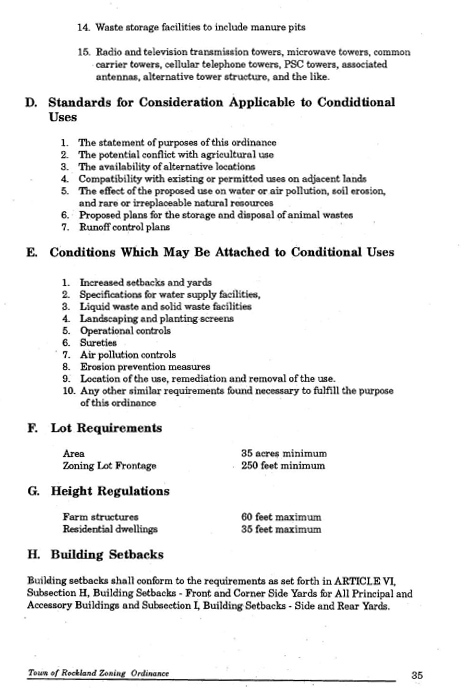 14. Waste storage facilities to include manure pits
15. Radio and television transmission towers, microwave towers, common
carrier towers, cellular telephone towers, PSC towers, associated
antennas, alternative tower structure, and the like.
D. Standards for Consideration Applicable to Condidtional
Uses
1. The statement of purposes of this ordinance
2. The potential conflict with agricultural use
3. The availability of alternative locations
4. Compatibility with existing or permitted uses on adjacent lands
5. The effect of the proposed use on water or air pollution, soil erosion,
and rare or irreplaceable natural resources
6. Proposed plans for the storage and disposal of animal wastes
7. Runoff control plans
E. Conditions Which May Be Attached to Conditional Uses
1. Increased setbacks and yards
2. Specifications for water supply facilities,
3. Liquid waste and solid waste facilities
4. Landscaping and planting screens
5. Operational controls
6. Sureties
7. Air pollution controls
8. Erosion prevention measures
9. Location of the use, remediation and removal of the use.
10. Any other similar requirements found necessary to fulfill the purpose
of this ordinance
F. Lot Requirements
Area 35 acres minimum
Zoning Lot Frontage 250 feet minimum
G. Height Regulations
Farm structures 60 feet maximum
Residential dwellings 35 feet maximum
H. Building Setbacks
Building setbacks shall conform to the requirements as set forth in ARTICLE VI,
Subsection H, Building Setbacks - Front and Corner Side Yards for All Principal and
Accessory Buildings and Subsection I, Building Setbacks - Side and Rear Yards.
Town of Rockland Zoning Ordinance 35